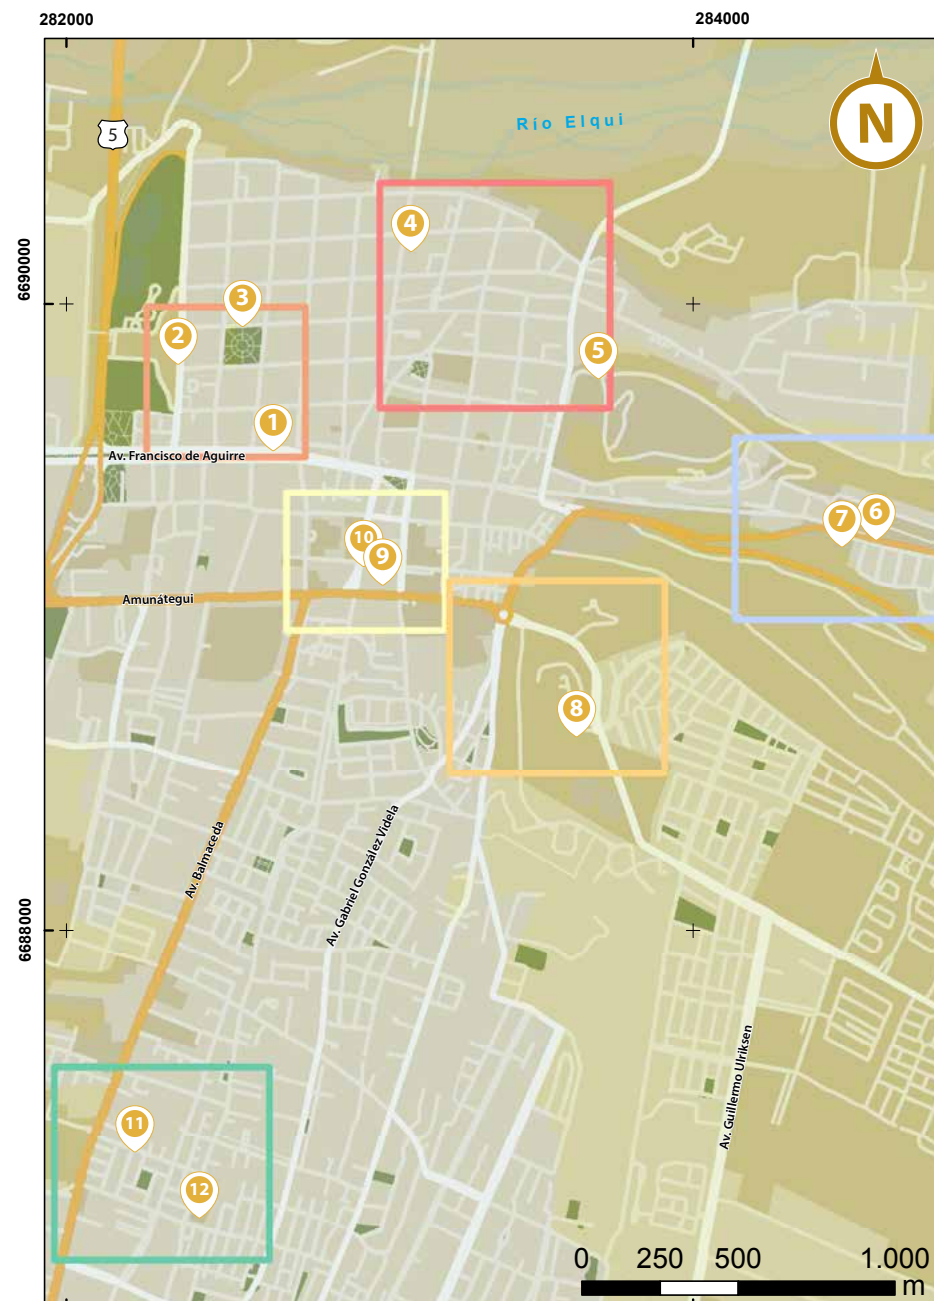 282000
284000
N
5
Río Elqui
4
6690000
3
2
5
1
Av. Francisco de Aguirre
6
7
10
9
Amunátegui
8
Av. Balmaceda
Av. Gabriel González Videla
6688000
Av. Guillermo Ulriksen
11
12
0 250 500 1.000
m